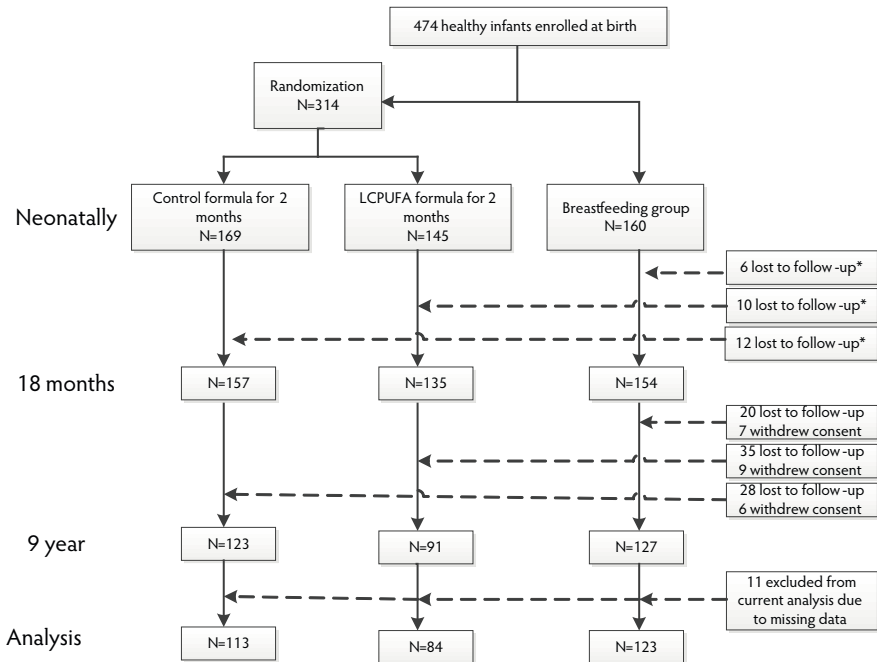 474 healthy infants enrolled at birth
Randomization
N=314
Neonatally
Control formula for 2
months
N=169
LCPUFA formula for 2
months
N=145
Breastfeeding group
N=160
6 lost to follow -up*
10 lost to follow -up*
12 lost to follow -up*
18 months
N=157
N=135
N=154
20 lost to follow -up
7 withdrew consent
35 lost to follow -up
9 withdrew consent
28 lost to follow -up
6 withdrew consent
9 year
N=123
N=91
N=127
11 excluded from
current analysis due
to missing data
Analysis
N=113
N=84
N=123